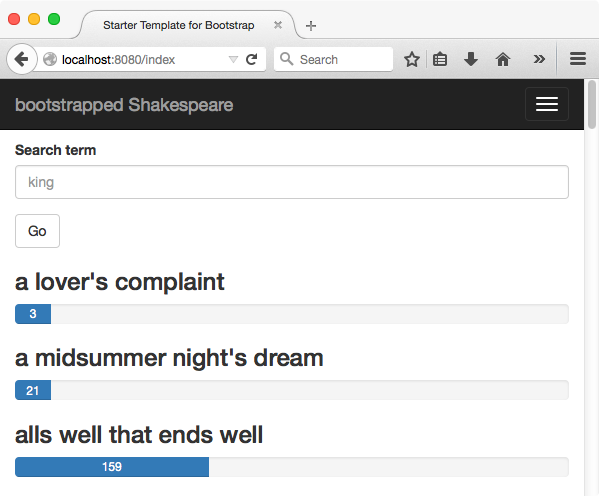 Starter Template for Bootstrap
localhost:8080/index
Search
bootstrapped Shakespeare
Search term
king
Go
a lover's complaint
3
a midsummer night's dream
21
alls well that ends well
159